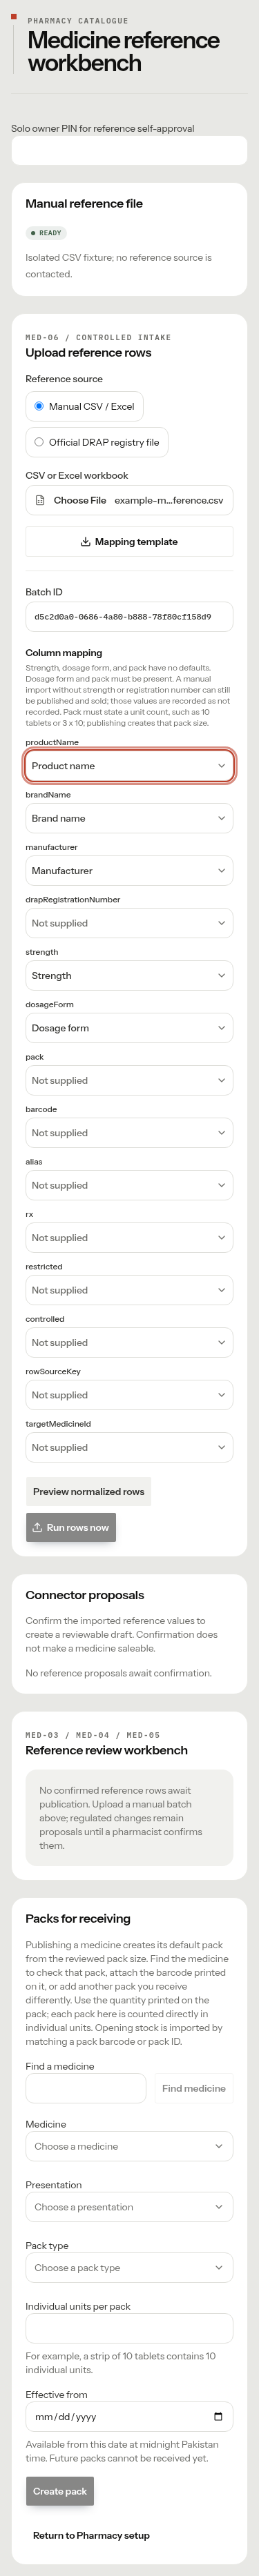 PHARMACY CATALOGUE
Medicine reference
workbench
Solo owner PIN for reference self-approval
Manual reference file
READY
Isolated CSV fixture; no reference source is
contacted.
MED-06 / CONTROLLED INTAKE
Upload reference rows
Reference source
Manual CSV / Excel
Official DRAP registry file
CSV or Excel workbook
Choose File example-m...ference.csv
Mapping template
Batch ID
d5c2d0a0-0686-4a80-b888-78f80cf158d9
Column mapping
Strength, dosage form, and pack have no defaults.
Dosage form and pack must be present. A manual
import without strength or registration number can still
be published and sold; those values are recorded as not
recorded. Pack must state a unit count, such as 10
tablets or 3 x 10; publishing creates that pack size.
productName
Product name
brandName
Brand name
manufacturer
Manufacturer
drapRegistrationNumber
Not supplied
strength
Strength
dosageForm
Dosage form
pack
Not supplied
barcode
Not supplied
alias
Not supplied
rx
Not supplied
restricted
Not supplied
controlled
Not supplied
rowSourceKey
Not supplied
targetMedicineId
Not supplied
Preview normalized rows
Run rows now
Connector proposals
Confirm the imported reference values to
create a reviewable draft. Confirmation does
not make a medicine saleable.
No reference proposals await confirmation.
MED-03 / MED-04 / MED-05
Reference review workbench
No confirmed reference rows await
publication. Upload a manual batch
above; regulated changes remain
proposals until a pharmacist confirms
them.
Packs for receiving
Publishing a medicine creates its default pack
from the reviewed pack size. Find the medicine
to check that pack, attach the barcode printed
on it, or add another pack you receive
differently. Use the quantity printed on the
pack; each pack here is counted directly in
individual units. Opening stock is imported by
matching a pack barcode or pack ID.
Find a medicine
Find medicine
Medicine
Choose a medicine
Presentation
Choose a presentation
Pack type
Choose a pack type
Individual units per pack
For example, a strip of 10 tablets contains 10
individual units.
Effective from
mm/dd/yyyy
Available from this date at midnight Pakistan
time. Future packs cannot be received yet.
Create pack
Return to Pharmacy setup